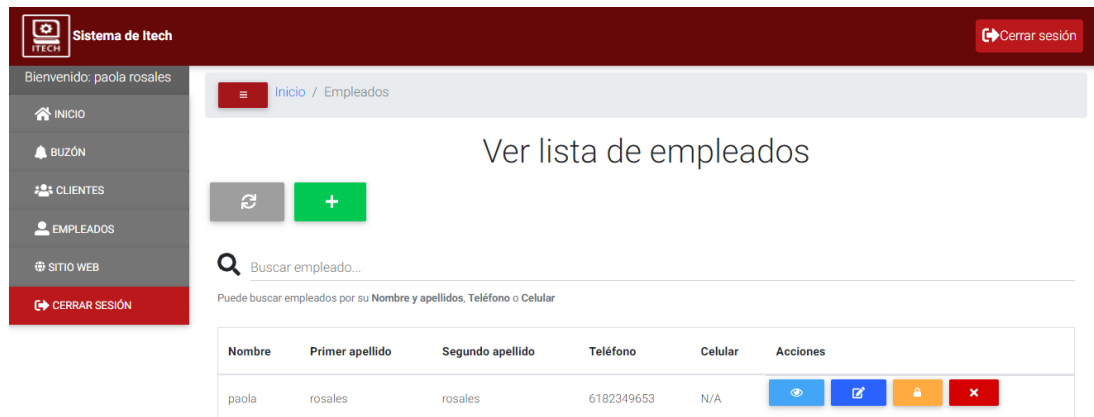 ITECH
Sistema de Itech
Cerrar sesión
Bienvenido: paola rosales
INICIO
BUZÓN
CLIENTES
EMPLEADOS
SITIO WEB
CERRAR SESIÓN
Inicio / Empleados
Ver lista de empleados
Buscar empleado...
Puede buscar empleados por su Nombre y apellidos, Teléfono o Celular
Nombre Primer apellido Segundo apellido Teléfono Celular Acciones
paola rosales rosales 6182349653 N/A